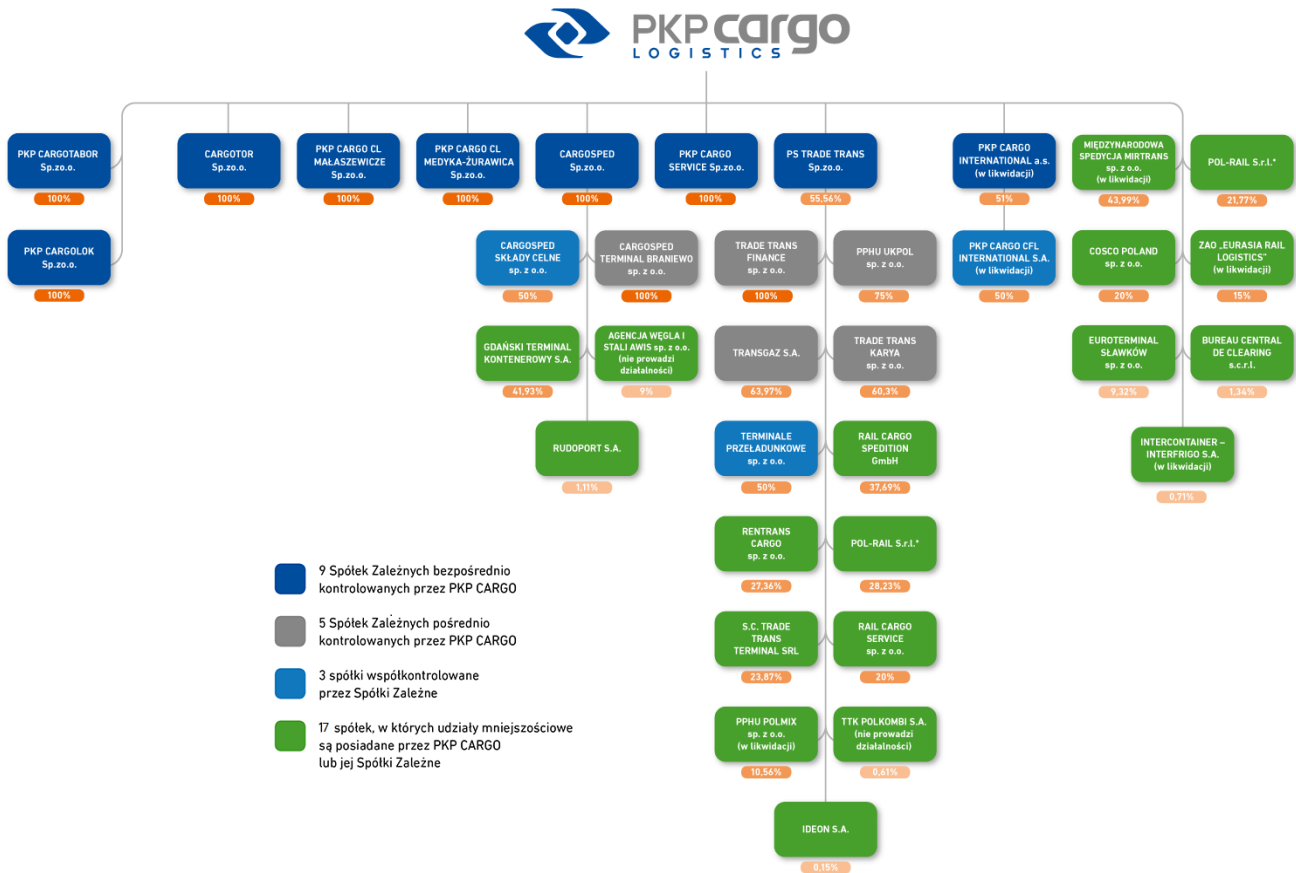 PKP cargo
LOGISTICS
PKP CARGOTABOR
Sp.zo.o.
100%
CARGOTOR
Sp.zo.o.
100%
PKP CARGO CL
MAŁASZEWICZE
Sp.zo.o.
100%
PKP CARGO CL
MEDYKA-ŻURAWICA
Sp.zo.o.
100%
CARGOSPED
Sp.zo.o.
100%
PKP CARGO
SERVICE Sp.zo.o.
100%
PS TRADE TRANS
Sp.zo.o.
55,56%
PKP CARGO
INTERNATIONAL a.s.
(w likwidacji)
51%
MIĘDZYNARODOWA
SPEDYCJA MIRTRANS
sp. z o.o.
(w likwidacji)
43,99%
POL-RAIL S.r.l.*
21,77%
PKP CARGOLOK
Sp.zo.o.
100%
CARGOSPED
SKŁADY CELNE
sp. z o.o.
50%
CARGOSPED
TERMINAL BRANIEWO
sp. z o.o.
100%
TRADE TRANS
FINANCE
sp. z o.o.
100%
PPHU UKPOL
sp. z o.o.
75%
PKP CARGO CFL
INTERNATIONAL S.A.
(w likwidacji)
50%
COSCO POLAND
sp. z o.o.
20%
ZAO „EURASIA RAIL
LOGISTICS”
(w likwidacji)
15%
GDAŃSKI TERMINAL
KONTENEROWY S.A.
41,93%
AGENCJA WĘGLA I
STALI AWIS sp. z o.o.
(nie prowadzi
działalności)
9%
TRANSGAZ S.A.
63,97%
TRADE TRANS
KARYA
sp. z o.o.
60,3%
EUROTERMINAL
SŁAWKÓW
sp. z o.o.
9,32%
BUREAU CENTRAL
DE CLEARING
s.c.r.l.
1,34%
RUDOPORT S.A.
1,11%
TERMINALE
PRZEŁADUNKOWE
sp. z o.o.
50%
RAIL CARGO
SPEDITION
GmbH
37,69%
INTERCONTAINER –
INTERFRIGO S.A.
(w likwidacji)
0,71%
RENTRANS
CARGO
sp. z o.o.
27,36%
POL-RAIL S.r.l.*
28,23%
S.C. TRADE
TRANS
TERMINAL SRL
23,87%
RAIL CARGO
SERVICE
sp. z o.o.
20%
PPHU POLMIX
sp. z o.o.
(w likwidacji)
10,56%
TTK POLKOMBI S.A.
(nie prowadzi
działalności)
0,61%
IDEON S.A.
0,15%
9 Spółek Zależnych bezpośrednio
kontrolowanych przez PKP CARGO
5 Spółek Zależnych pośrednio
kontrolowanych przez PKP CARGO
3 spółki współkontrolowane
przez Spółki Zależne
17 spółek, w których udziały mniejszościowe
są posiadane przez PKP CARGO
lub jej Spółki Zależne